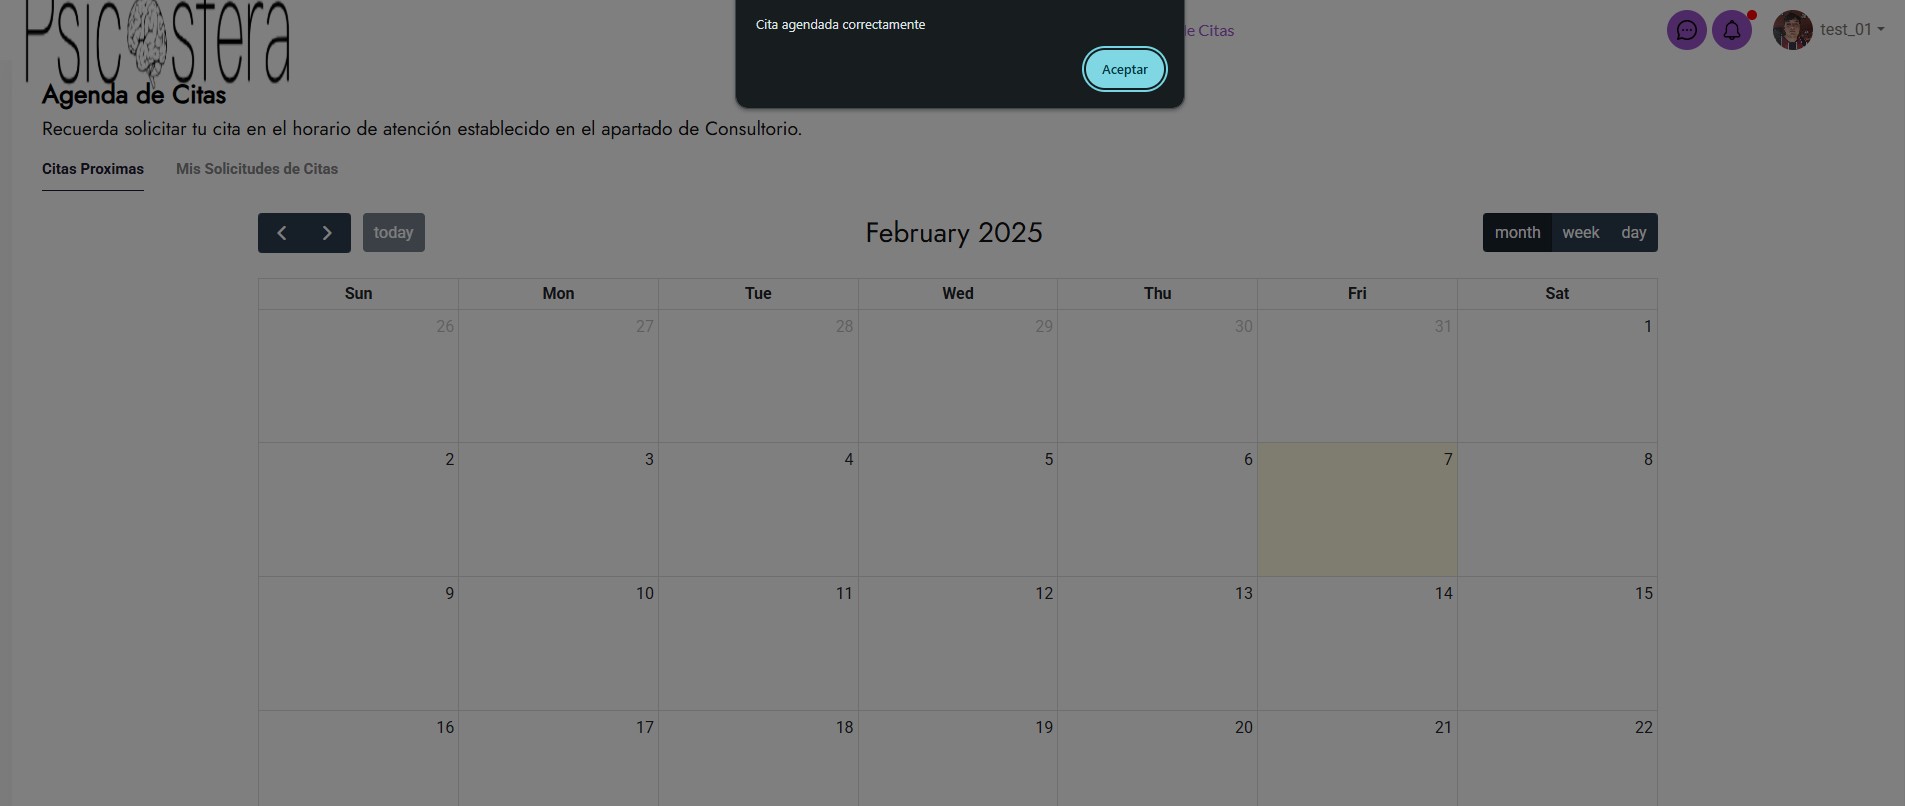 Psicosfera
Cita agendada correctamente
Aceptar
de Citas
test_01
Agenda de Citas
Recuerda solicitar tu cita en el horario de atención establecido en el apartado de Consultorio.
Citas Proximas
Mis Solicitudes de Citas
today
February 2025
month week day
Sun Mon Tue Wed Thu Fri Sat
26 27 28 29 30 31 1
2 3 4 5 6 7 8
9 10 11 12 13 14 15
16 17 18 19 20 21 22